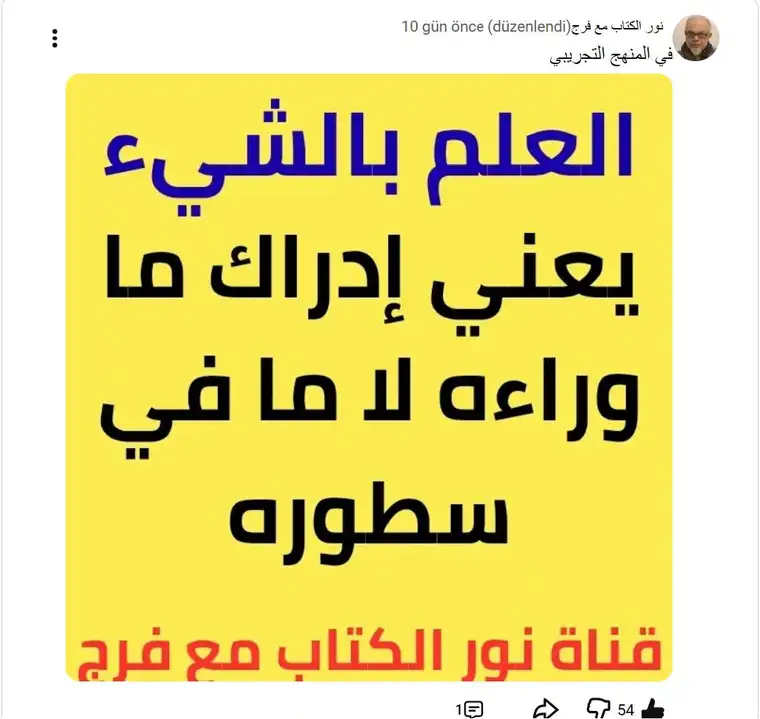 نور الكتاب مع فرج(düzenlendi) 10 gün önce
في المنهج التجريبي
العلم بالشيء
يعني إدراك ما
وراءه لا ما في
سطوره
قناة نور الكتاب مع فرج
54 1